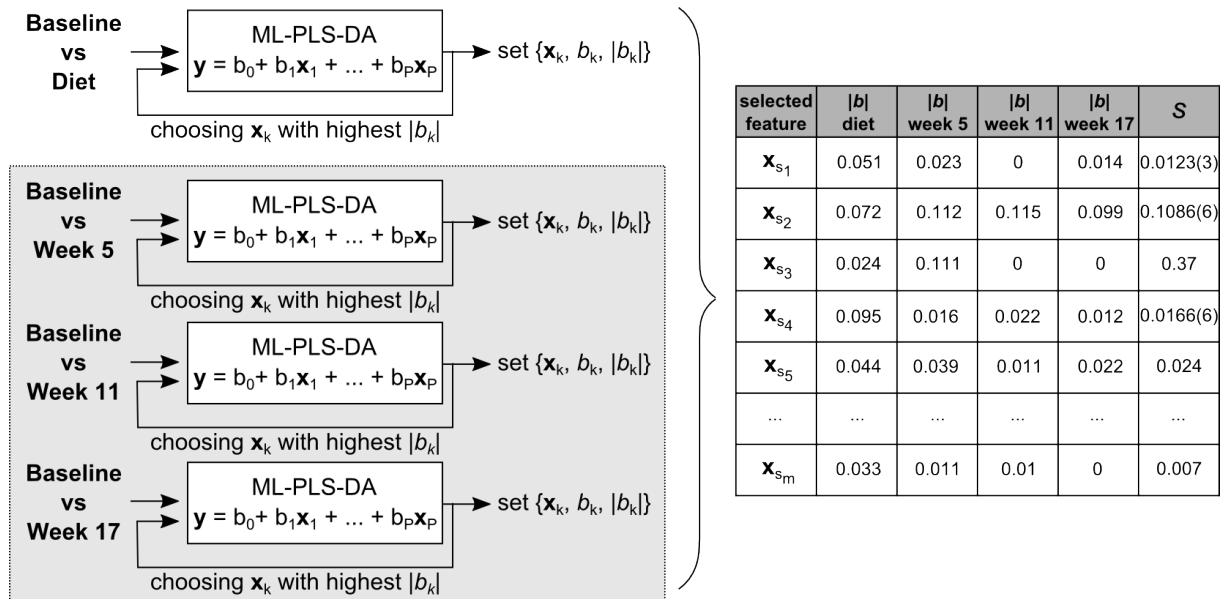 Baseline
vs
Diet
ML-PLS-DA
y = b₀+ b₁x₁ + ... + bₚxₚ
set {xₖ, bₖ, |bₖ|}
choosing xₖ with highest |bₖ|
Baseline
vs
Week 5
ML-PLS-DA
y = b₀+ b₁x₁ + ... + bₚxₚ
set {xₖ, bₖ, |bₖ|}
choosing xₖ with highest |bₖ|
Baseline
vs
Week 11
ML-PLS-DA
y = b₀+ b₁x₁ + ... + bₚxₚ
set {xₖ, bₖ, |bₖ|}
choosing xₖ with highest |bₖ|
Baseline
vs
Week 17
ML-PLS-DA
y = b₀+ b₁x₁ + ... + bₚxₚ
set {xₖ, bₖ, |bₖ|}
choosing xₖ with highest |bₖ|
selected feature |b| diet |b| week 5 |b| week 11 |b| week 17 S
xs₁ 0.051 0.023 0 0.014 0.0123(3)
xs₂ 0.072 0.112 0.115 0.099 0.1086(6)
xs₃ 0.024 0.111 0 0 0.37
xs₄ 0.095 0.016 0.022 0.012 0.0166(6)
xs₅ 0.044 0.039 0.011 0.022 0.024
... ... ... ... ... ...
xsₘ 0.033 0.011 0.01 0 0.007